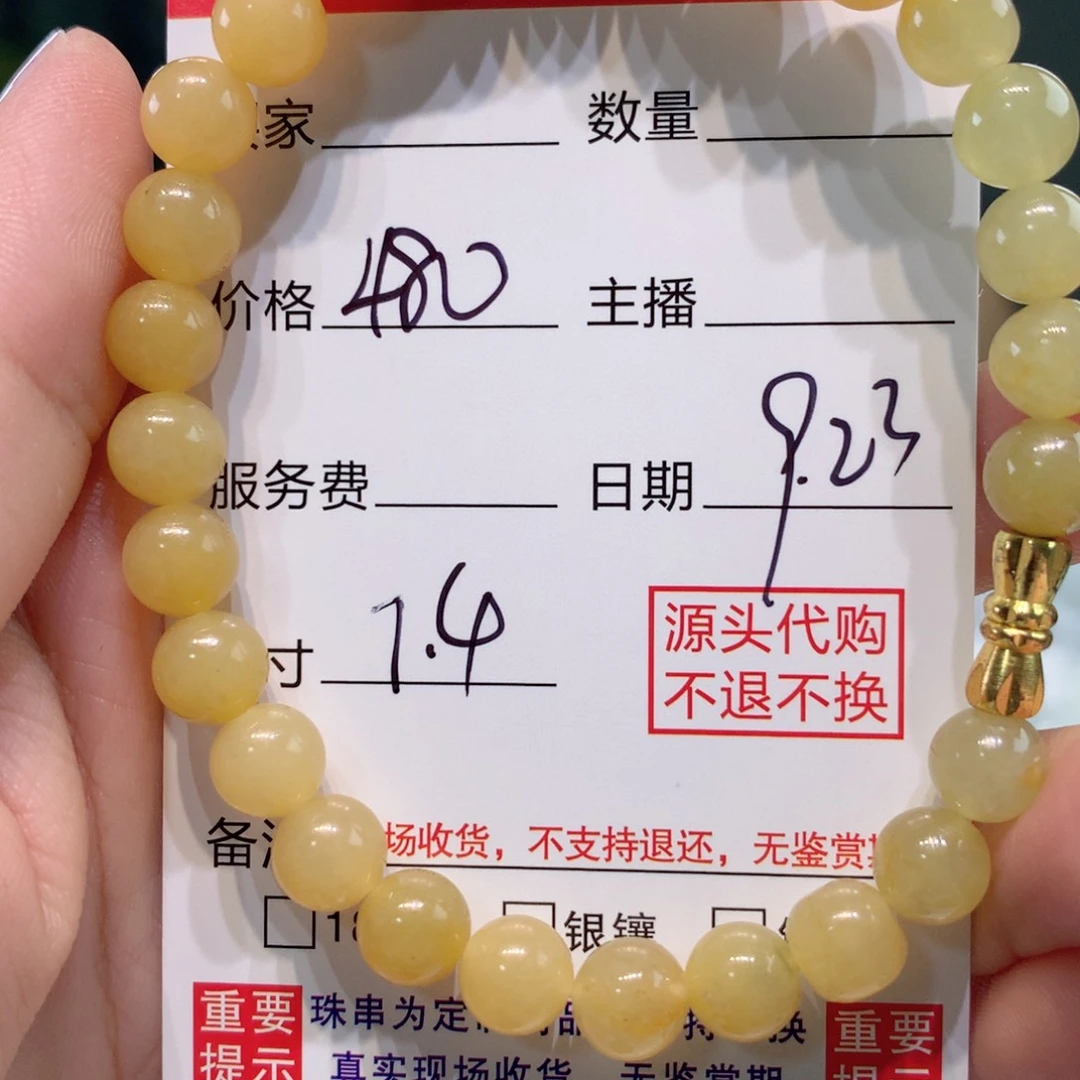 家 数量
价格 480 主播
服务费 日期 9.23
寸 7.4
源头代购
不退不换
备 场收货，不支持退还，无鉴赏
银镶
重要 珠串为定 换 重要
提示 真实现场收货 无鉴赏期